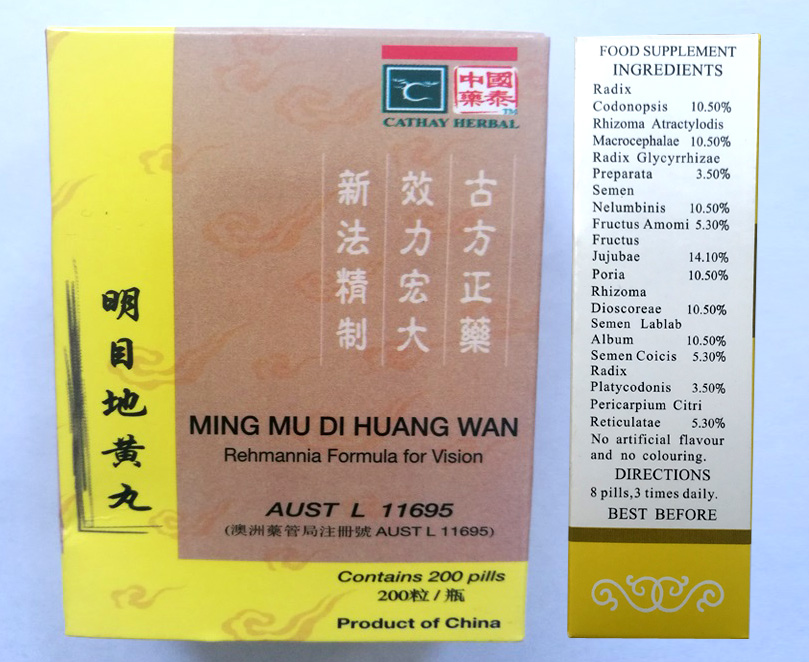 中國
藥泰
TM
CATHAY HERBAL
古方正藥
效力宏大
新法精制
明目地黃丸
MING MU DI HUANG WAN
Rehmannia Formula for Vision
AUST L 11695
(澳洲藥管局注冊號 AUST L 11695)
Contains 200 pills
200粒/瓶
Product of China
FOOD SUPPLEMENT
INGREDIENTS
Radix
Codonopsis 10.50%
Rhizoma Atractylodis
Macrocephalae 10.50%
Radix Glycyrrhizae
Preparata 3.50%
Semen
Nelumbinis 10.50%
Fructus Amomi 5.30%
Fructus
Jujubae 14.10%
Poria 10.50%
Rhizoma
Dioscoreae 10.50%
Semen Lablab
Album 10.50%
Semen Coicis 5.30%
Radix
Platycodonis 3.50%
Pericarpium Citri
Reticulatae 5.30%
No artificial flavour
and no colouring.
DIRECTIONS
8 pills,3 times daily.
BEST BEFORE